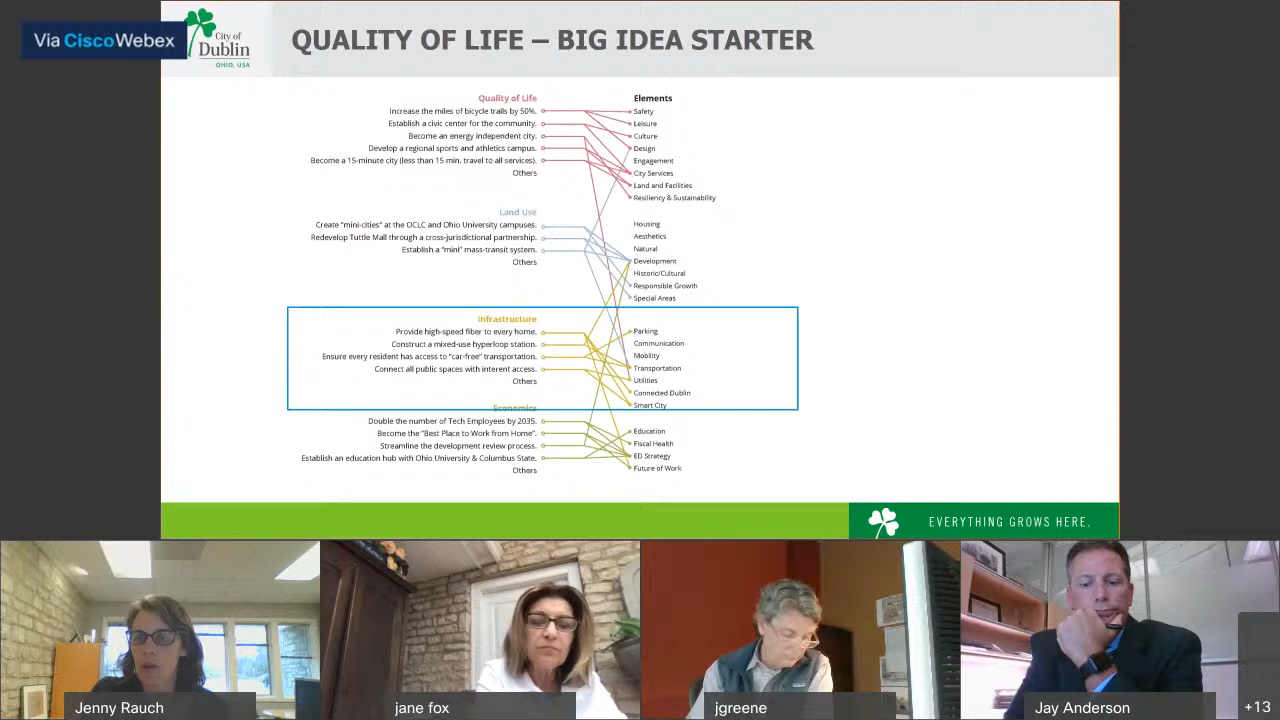 Via CiscoWebex
City of
Dublin
OHIO, USA
QUALITY OF LIFE – BIG IDEA STARTER
Quality of Life
Increase the miles of bicycle trails by 50%.
Establish a civic center for the community.
Become an energy independent city.
Develop a regional sports and athletics campus.
Become a 15-minute city (less than 15 min. travel to all services).
Others
Elements
Safety
Leisure
Culture
Design
Engagement
City Services
Land and Facilities
Resiliency & Sustainability
Land Use
Create “mini-cities” at the OCLC and Ohio University campuses.
Redevelop Tuttle Mall through a cross-jurisdictional partnership.
Establish a “mini” mass-transit system.
Others
Housing
Aesthetics
Natural
Development
Historic/Cultural
Responsible Growth
Special Areas
Infrastructure
Provide high-speed fiber to every home.
Construct a mixed-use hyperloop station.
Ensure every resident has access to “car-free” transportation.
Connect all public spaces with interent access.
Others
Parking
Communication
Mobility
Transportation
Utilities
Connected Dublin
Smart City
Economics
Double the number of Tech Employees by 2035.
Become the “Best Place to Work from Home”.
Streamline the development review process.
Establish an education hub with Ohio University & Columbus State.
Others
Education
Fiscal Health
ED Strategy
Future of Work
EVERYTHING GROWS HERE.
Jenny Rauch
jane fox
jgreene
Jay Anderson
+13